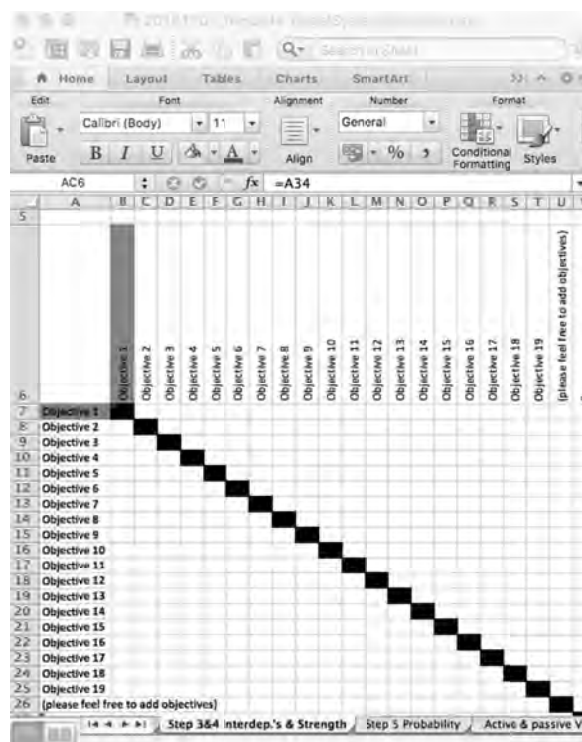 Search in Sheet
Home Layout Tables Charts SmartArt
Edit Font Alignment Number Format
Calibri (Body) 11 General
Paste B I U A Align % Conditional Formatting Styles
AC6 fx =A34
A B C D E F G H I J K L M N O P Q R S T U
5
6 Objective 1 Objective 2 Objective 3 Objective 4 Objective 5 Objective 6 Objective 7 Objective 8 Objective 9 Objective 10 Objective 11 Objective 12 Objective 13 Objective 14 Objective 15 Objective 16 Objective 17 Objective 18 Objective 19 (please feel free to add objectives)
7 Objective 1
8 Objective 2
9 Objective 3
10 Objective 4
11 Objective 5
12 Objective 6
13 Objective 7
14 Objective 8
15 Objective 9
16 Objective 10
17 Objective 11
18 Objective 12
19 Objective 13
20 Objective 14
21 Objective 15
22 Objective 16
23 Objective 17
24 Objective 18
25 Objective 19
26 (please feel free to add objectives)
Step 3&4 Interdep.'s & Strength Step 5 Probability Active & passive V